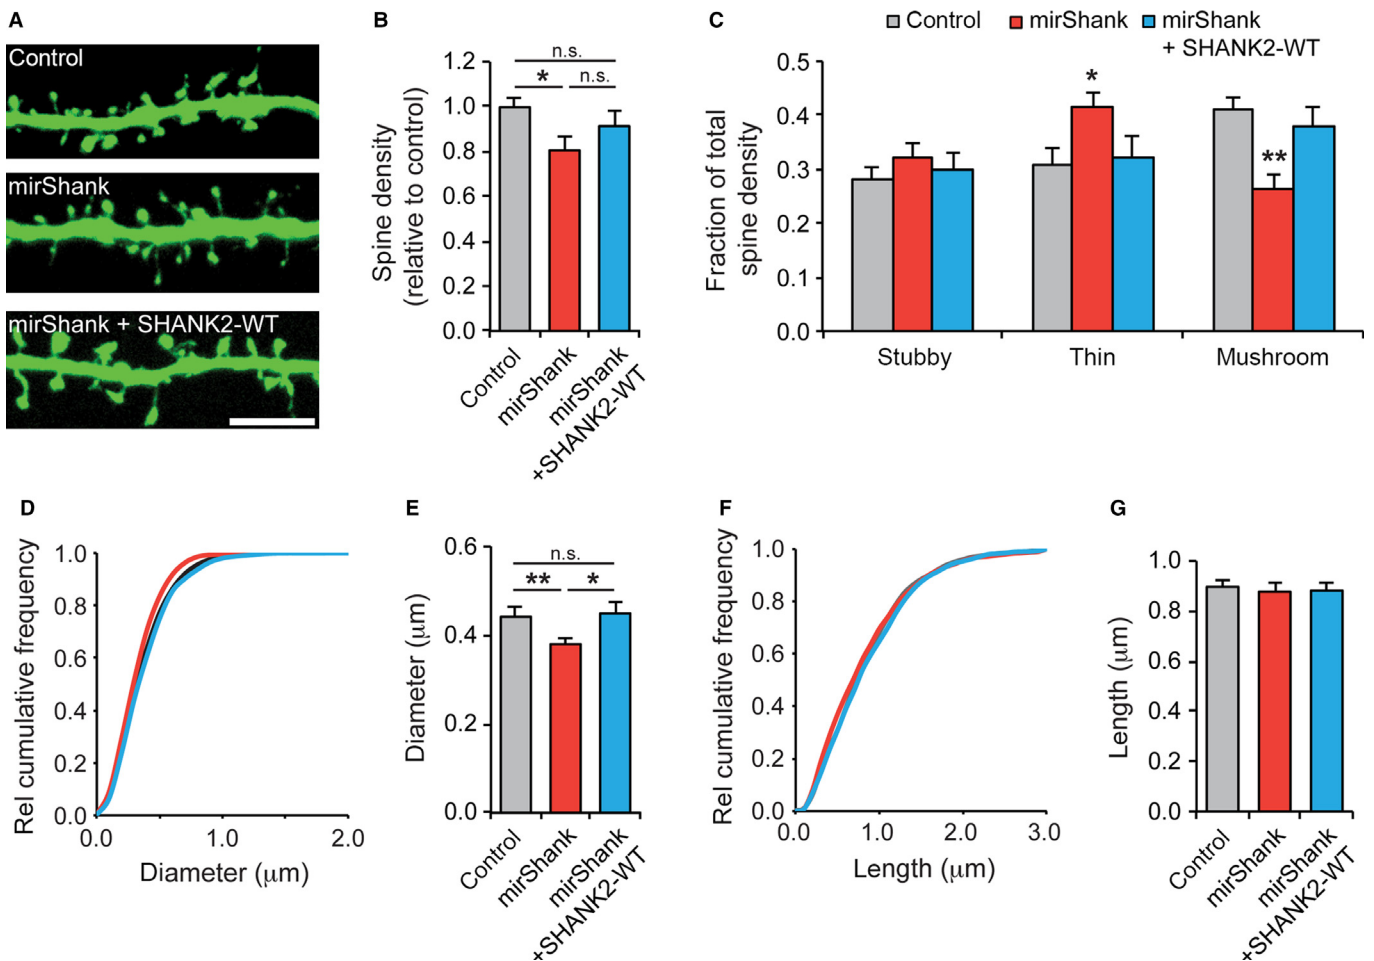 A
Control
mirShank
mirShank + SHANK2-WT
B
n.s.
* n.s.
1.2
1.0
0.8
0.6
0.4
0.2
0.0
Spine density
(relative to control)
Control
mirShank
mirShank
+SHANK2-WT
C
Control mirShank mirShank
+ SHANK2-WT
0.5
0.4
0.3
0.2
0.1
0.0
Fraction of total
spine density
*
**
Stubby Thin Mushroom
D
1.0
0.8
0.6
0.4
0.2
0.0
Rel cumulative frequency
0.0 1.0 2.0
Diameter (μm)
E
n.s.
** *
0.6
0.4
0.2
0.0
Diameter (μm)
Control
mirShank
mirShank
+SHANK2-WT
F
1.0
0.8
0.6
0.4
0.2
0.0
Rel cumulative frequency
0.0 1.0 2.0 3.0
Length (μm)
G
1.0
0.8
0.6
0.4
0.2
0.0
Length (μm)
Control
mirShank
mirShank
+SHANK2-WT